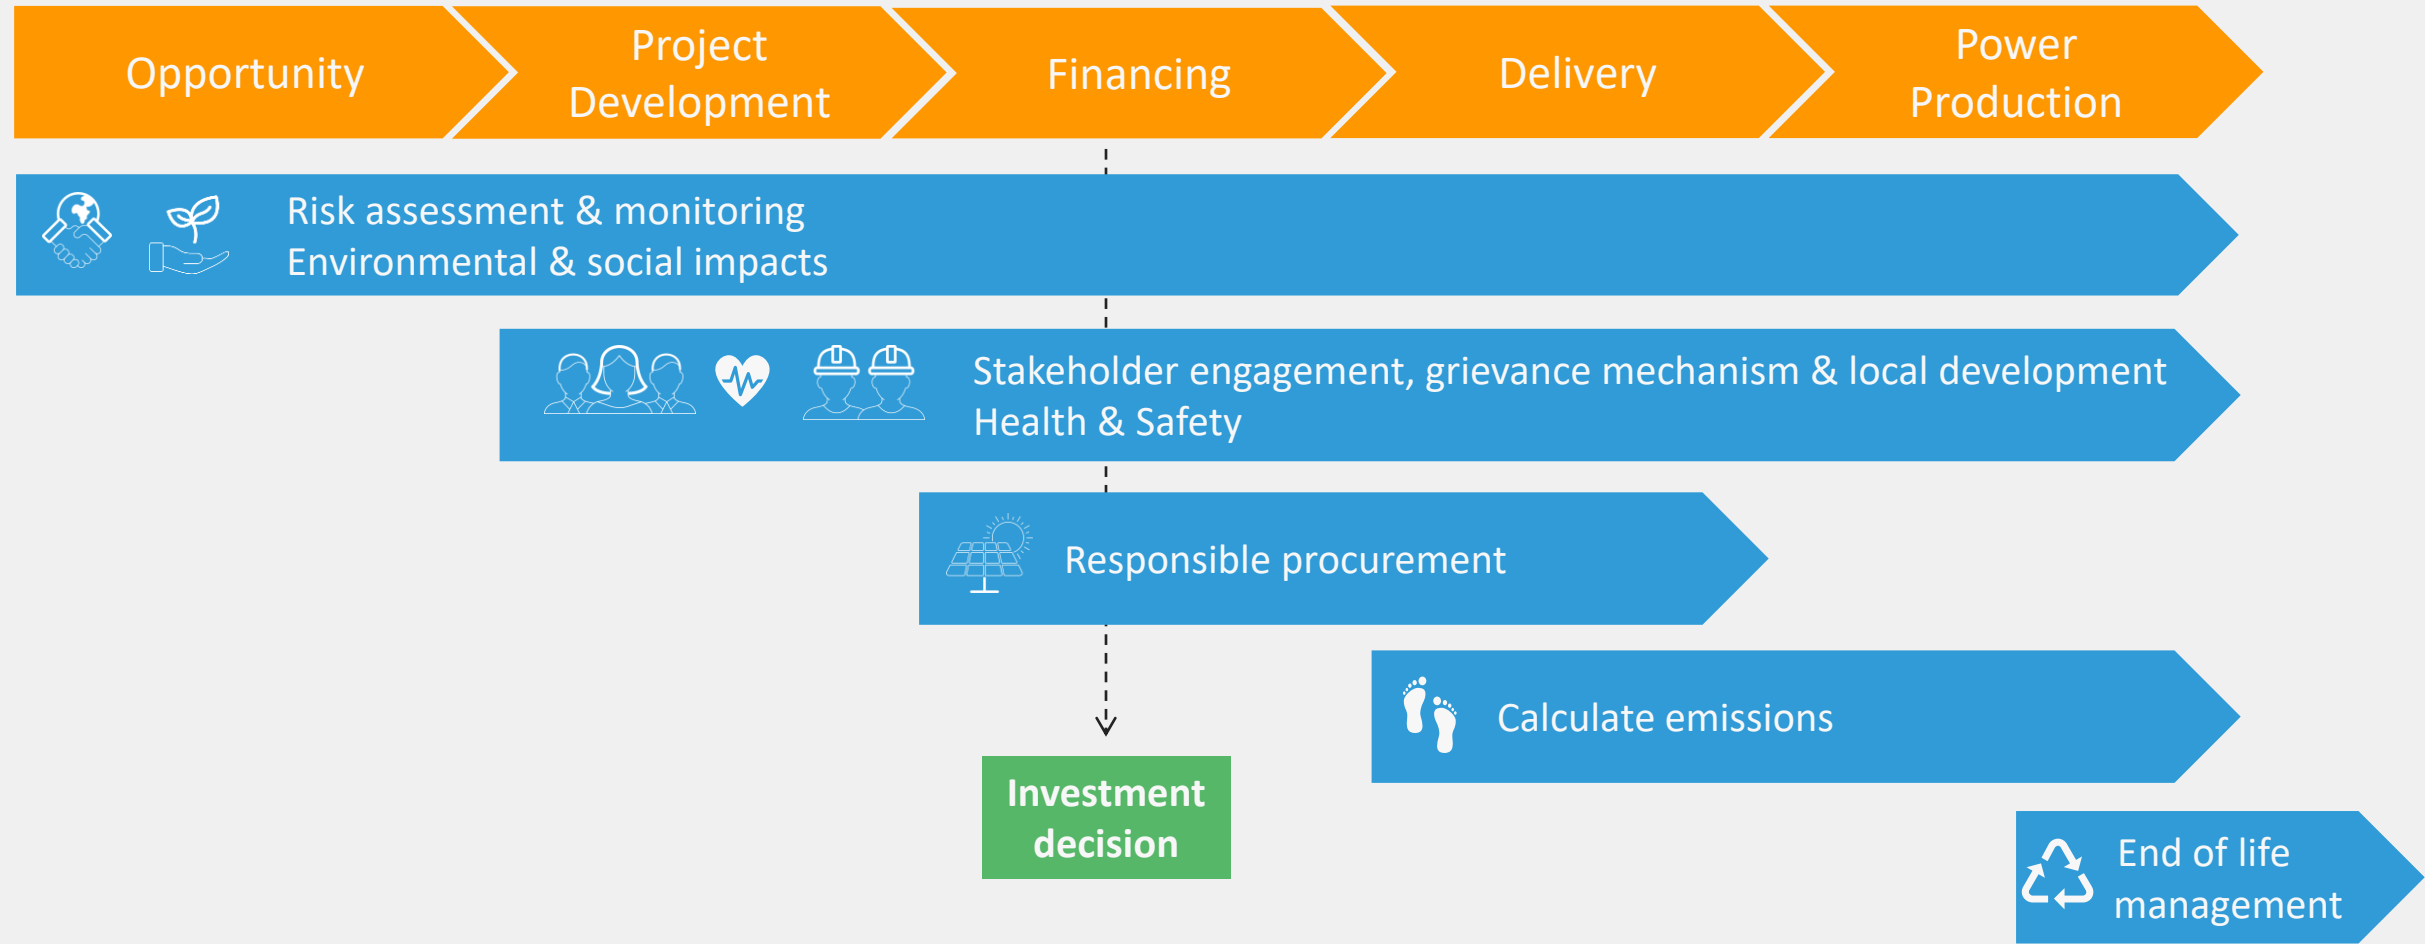 Opportunity
Project
Development
Financing
Delivery
Power
Production
Risk assessment & monitoring
Environmental & social impacts
Stakeholder engagement, grievance mechanism & local development
Health & Safety
Responsible procurement
Calculate emissions
Investment
decision
End of life
management